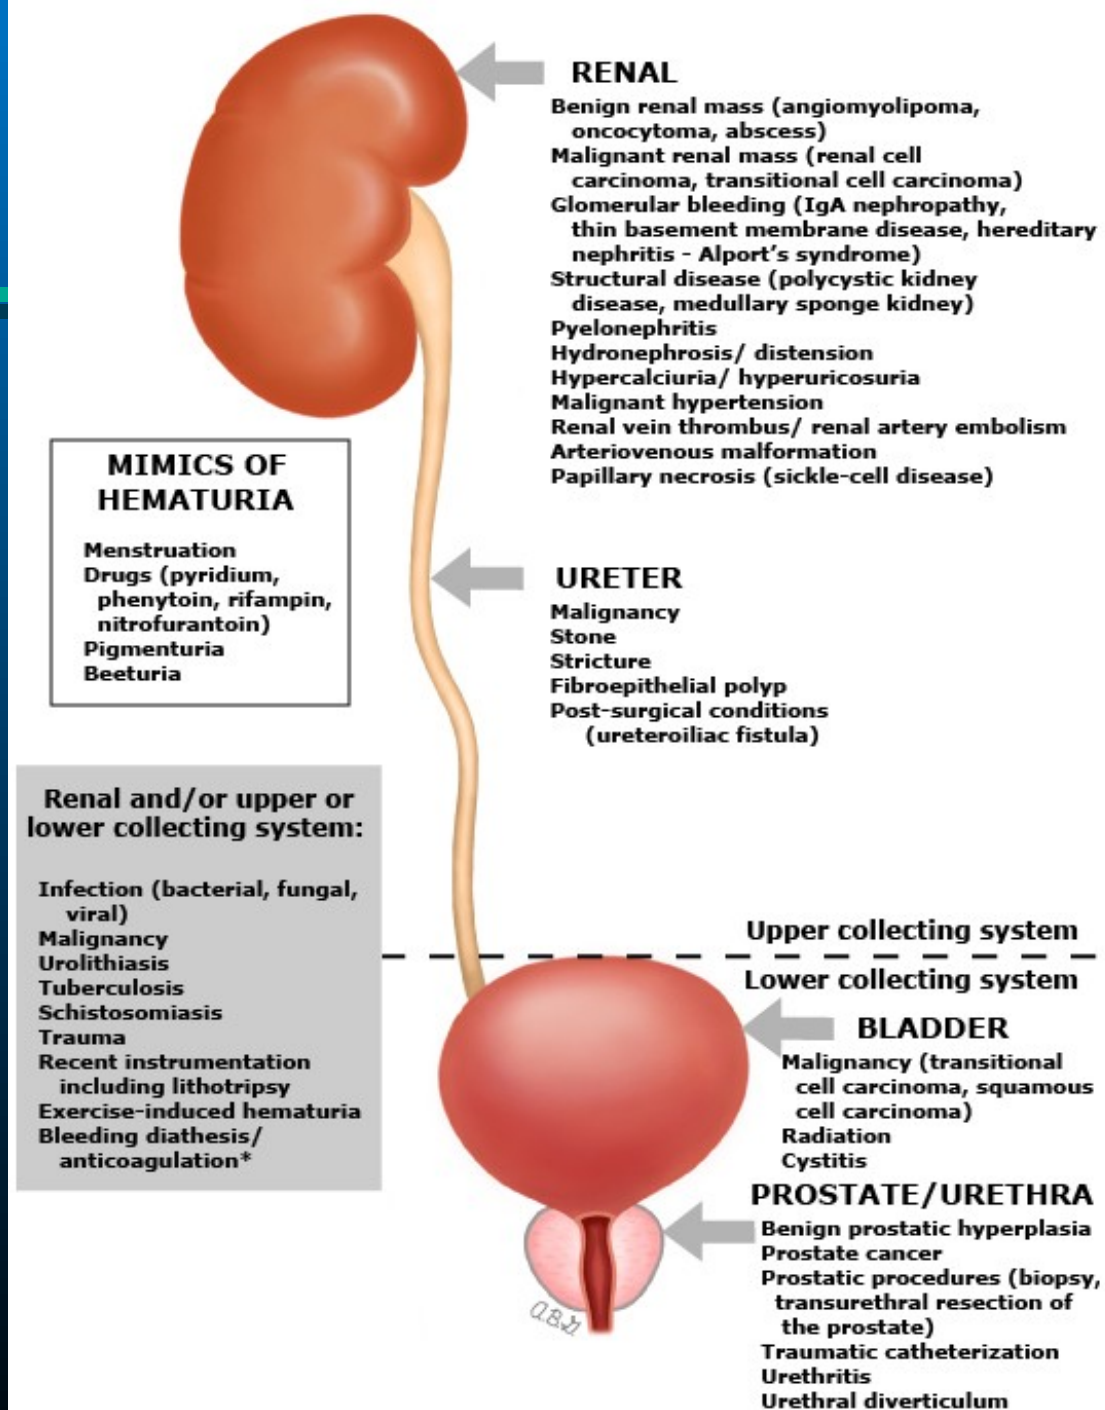 RENAL
Benign renal mass (angiomyolipoma,
oncocytoma, abscess)
Malignant renal mass (renal cell
carcinoma, transitional cell carcinoma)
Glomerular bleeding (IgA nephropathy,
thin basement membrane disease, hereditary
nephritis - Alport's syndrome)
Structural disease (polycystic kidney
disease, medullary sponge kidney)
Pyelonephritis
Hydronephrosis/ distension
Hypercalciuria/ hyperuricosuria
Malignant hypertension
Renal vein thrombus/ renal artery embolism
Arteriovenous malformation
Papillary necrosis (sickle-cell disease)
MIMICS OF
HEMATURIA
Menstruation
Drugs (pyridium,
phenytoin, rifampin,
nitrofurantoin)
Pigmenturia
Beeturia
URETER
Malignancy
Stone
Stricture
Fibroepithelial polyp
Post-surgical conditions
(ureteroiliac fistula)
Renal and/or upper or
lower collecting system:
Infection (bacterial, fungal,
viral)
Malignancy
Urolithiasis
Tuberculosis
Schistosomiasis
Trauma
Recent instrumentation
including lithotripsy
Exercise-induced hematuria
Bleeding diathesis/
anticoagulation*
Upper collecting system
Lower collecting system
BLADDER
Malignancy (transitional
cell carcinoma, squamous
cell carcinoma)
Radiation
Cystitis
PROSTATE/URETHRA
Benign prostatic hyperplasia
Prostate cancer
Prostatic procedures (biopsy,
transurethral resection of
the prostate)
Traumatic catheterization
Urethritis
Urethral diverticulum